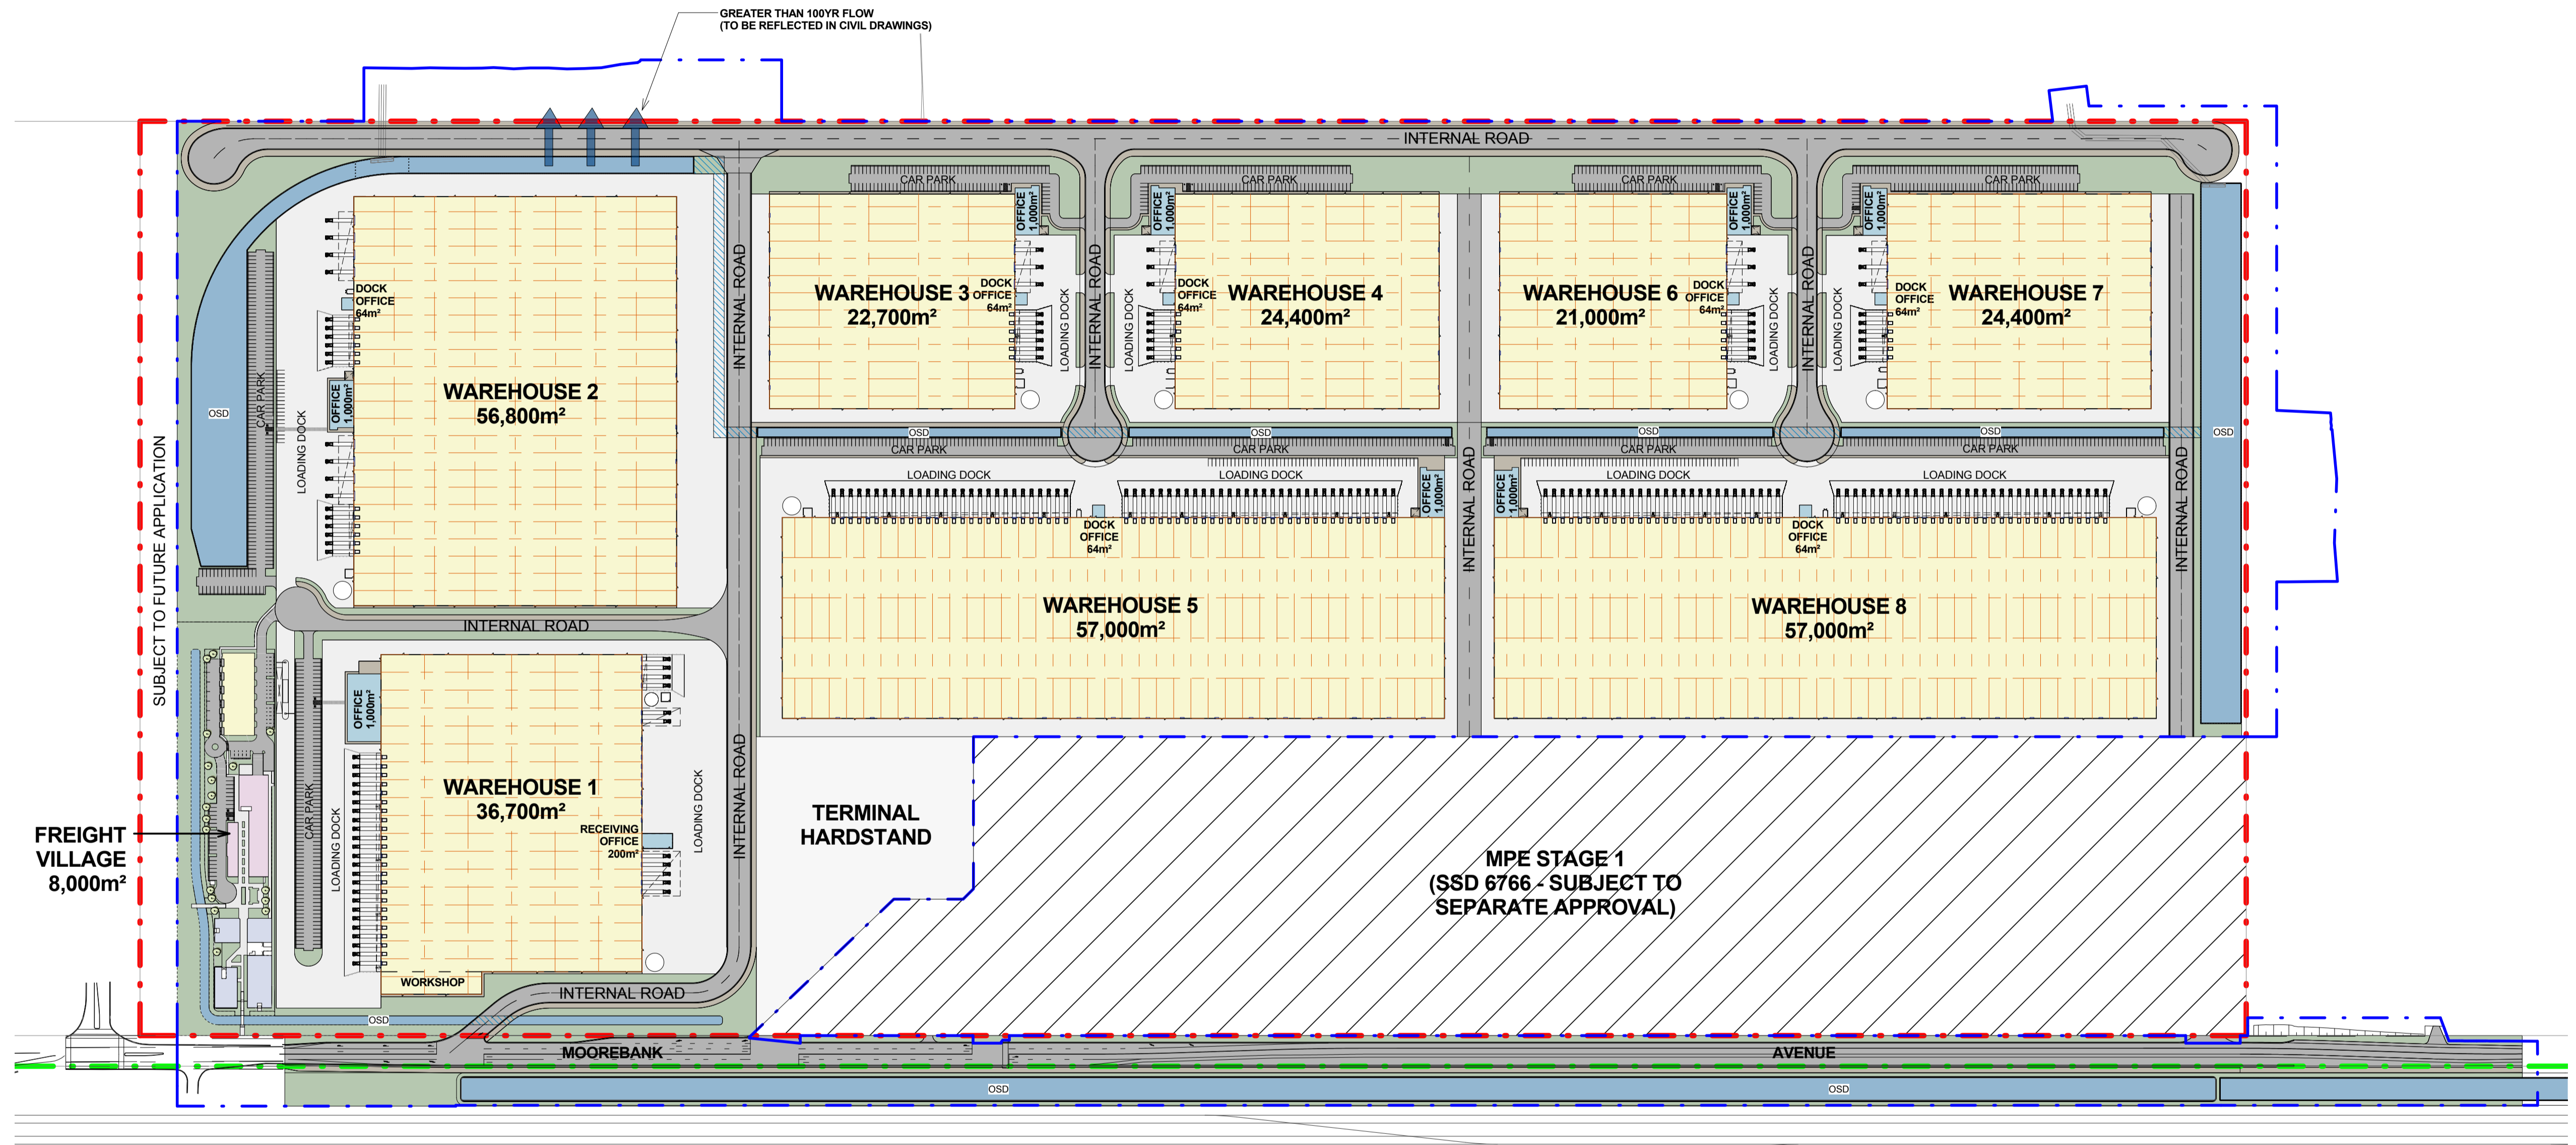 GREATER THAN 100YR FLOW
(TO BE REFLECTED IN CIVIL DRAWINGS)
INTERNAL ROAD
CAR PARK
CAR PARK
CAR PARK
CAR PARK
OFFICE
1,000m²
OFFICE
1,000m²
OFFICE
1,000m²
OFFICE
1,000m²
SUBJECT TO FUTURE APPLICATION
OSD
CAR PARK
LOADING DOCK
DOCK
OFFICE
64m²
OFFICE
1,000m²
WAREHOUSE 2
56,800m²
INTERNAL ROAD
WAREHOUSE 3
22,700m²
DOCK
OFFICE
64m²
LOADING DOCK
INTERNAL ROAD
LOADING DOCK
DOCK
OFFICE
64m²
WAREHOUSE 4
24,400m²
WAREHOUSE 6
21,000m²
DOCK
OFFICE
64m²
LOADING DOCK
INTERNAL ROAD
LOADING DOCK
DOCK
OFFICE
64m²
WAREHOUSE 7
24,400m²
OSD
OSD
OSD
OSD
OSD
CAR PARK
CAR PARK
CAR PARK
CAR PARK
LOADING DOCK
LOADING DOCK
LOADING DOCK
LOADING DOCK
OFFICE
1,000m²
INTERNAL ROAD
OFFICE
1,000m²
INTERNAL ROAD
DOCK
OFFICE
64m²
DOCK
OFFICE
64m²
WAREHOUSE 5
57,000m²
WAREHOUSE 8
57,000m²
INTERNAL ROAD
OFFICE
1,000m²
CAR PARK
LOADING DOCK
WAREHOUSE 1
36,700m²
RECEIVING
OFFICE
200m²
LOADING DOCK
INTERNAL ROAD
FREIGHT
VILLAGE
8,000m²
TERMINAL
HARDSTAND
MPE STAGE 1
(SSD 6766 - SUBJECT TO
SEPARATE APPROVAL)
WORKSHOP
INTERNAL ROAD
OSD
MOOREBANK
AVENUE
OSD
OSD